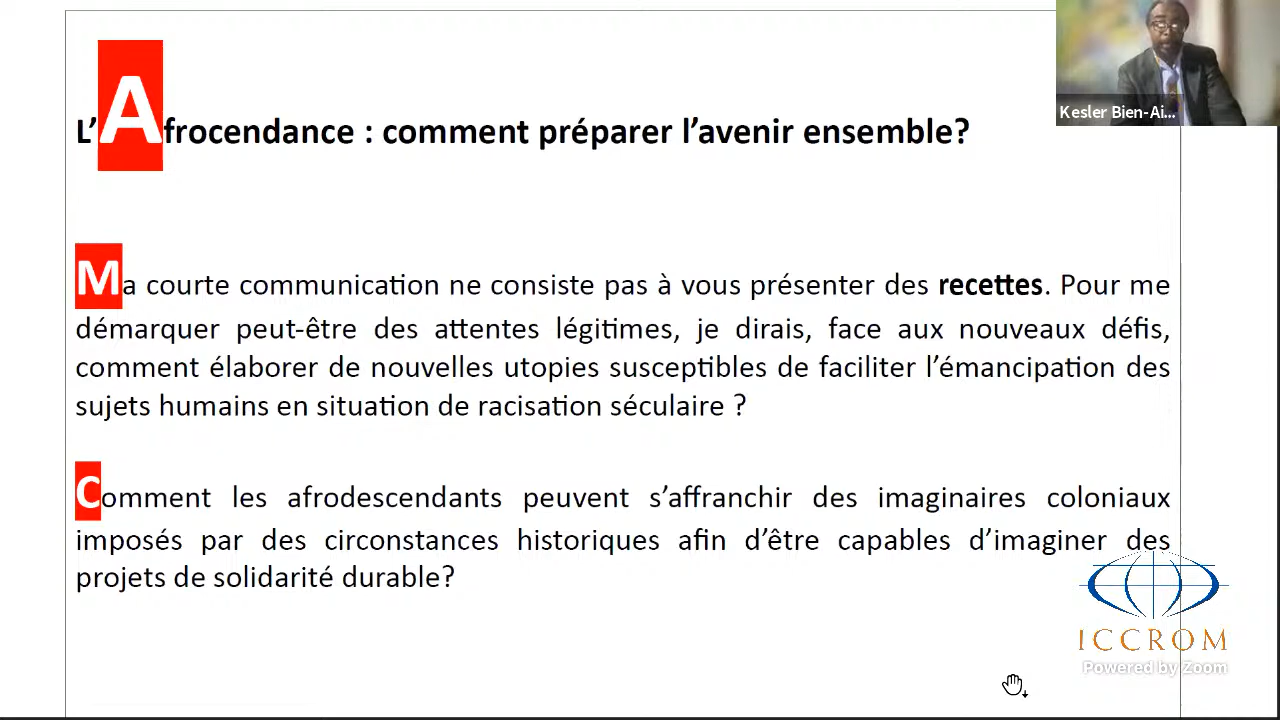 L'Afrocendance : comment préparer l'avenir ensemble?
Kesler Bien-Ai...
Ma courte communication ne consiste pas à vous présenter des recettes. Pour me
démarquer peut-être des attentes légitimes, je dirais, face aux nouveaux défis,
comment élaborer de nouvelles utopies susceptibles de faciliter l'émancipation des
sujets humains en situation de racisation séculaire ?
Comment les afrodescendants peuvent s'affranchir des imaginaires coloniaux
imposés par des circonstances historiques afin d'être capables d'imaginer des
projets de solidarité durable?
ICCROM
Powered by Zoom